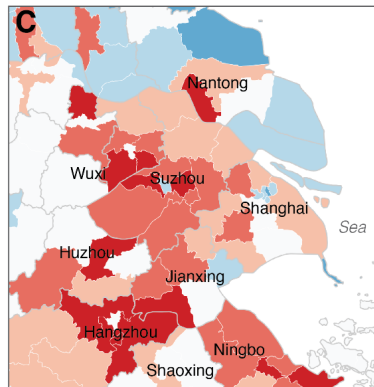 C
Nantong
Wuxi
Suzhou
Shanghai
Sea
Huzhou
Jianxing
Hangzhou
Ningbo
Shaoxing